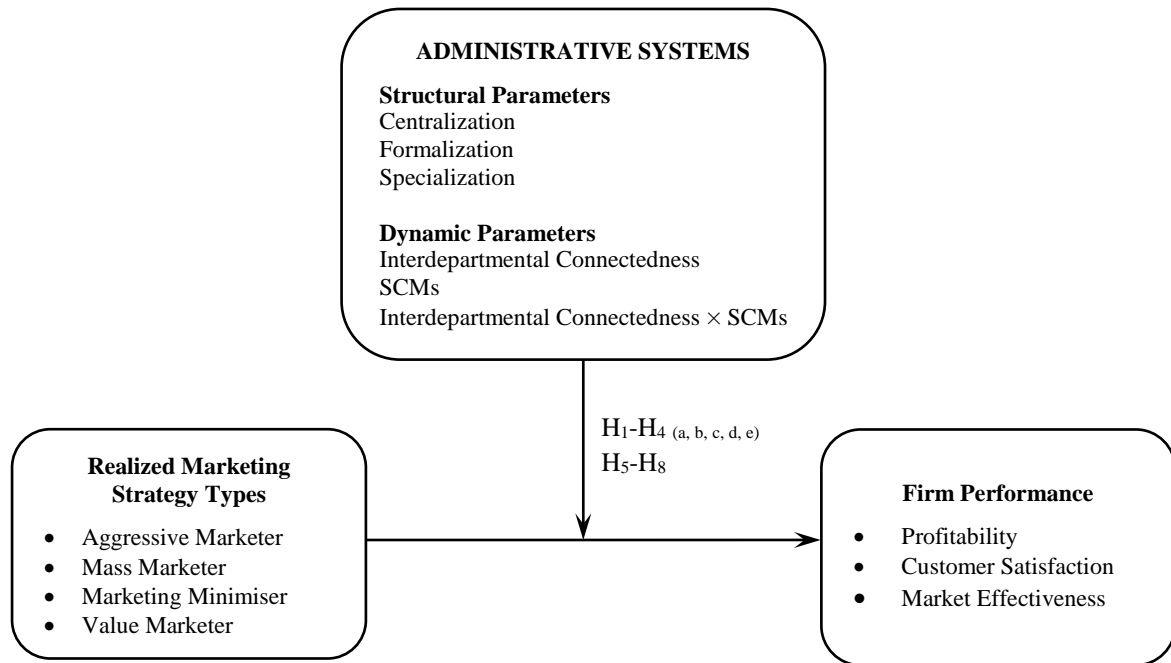 ADMINISTRATIVE SYSTEMS
Structural Parameters
Centralization
Formalization
Specialization
Dynamic Parameters
Interdepartmental Connectedness
SCMs
Interdepartmental Connectedness × SCMs
H1-H4 (a, b, c, d, e)
H5-H8
Realized Marketing
Strategy Types
• Aggressive Marketer
• Mass Marketer
• Marketing Minimiser
• Value Marketer
Firm Performance
• Profitability
• Customer Satisfaction
• Market Effectiveness